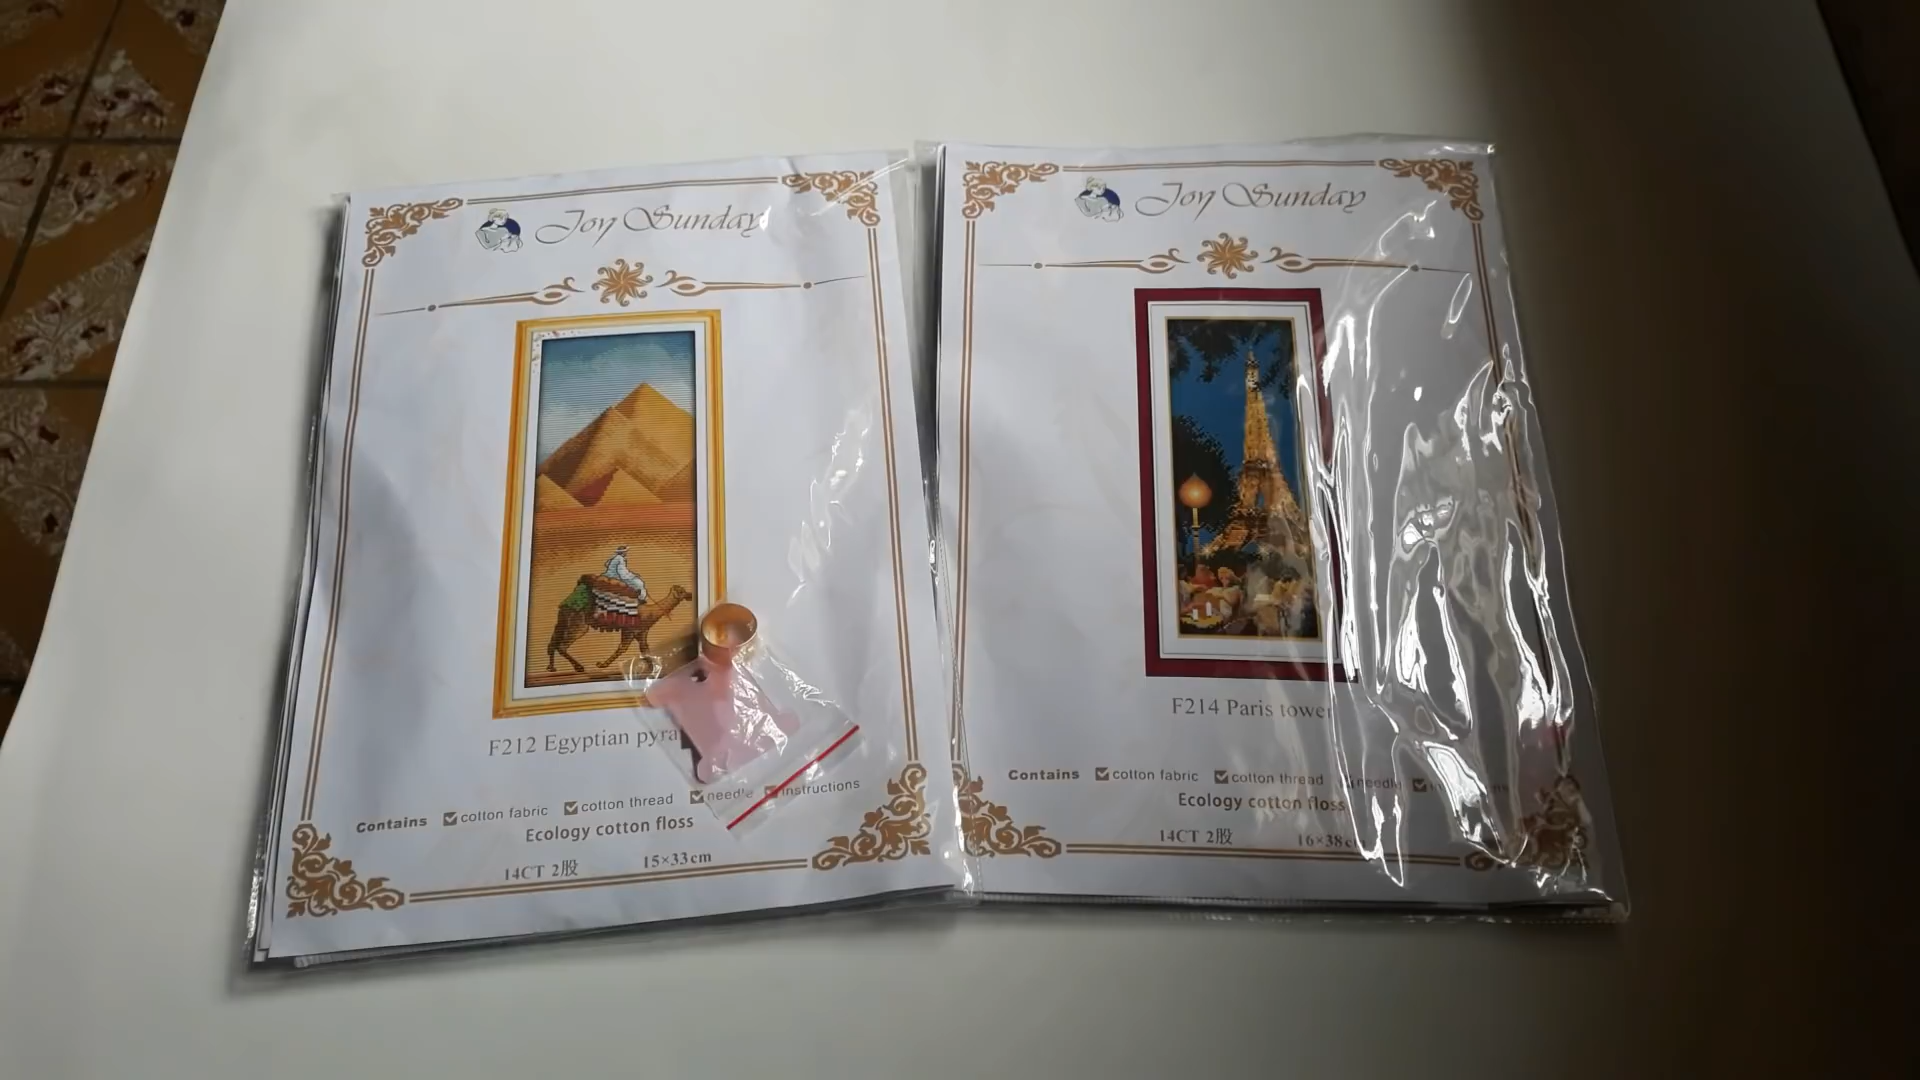 Joy Sunday
F212 Egyptian
Contains cotton fabric cotton thread needle instructions
Ecology cotton floss
14CT 2股 15×33cm
Joy Sunday
F214 Paris tower
Contains cotton fabric cotton thread needle
Ecology cotton floss
14CT 2股